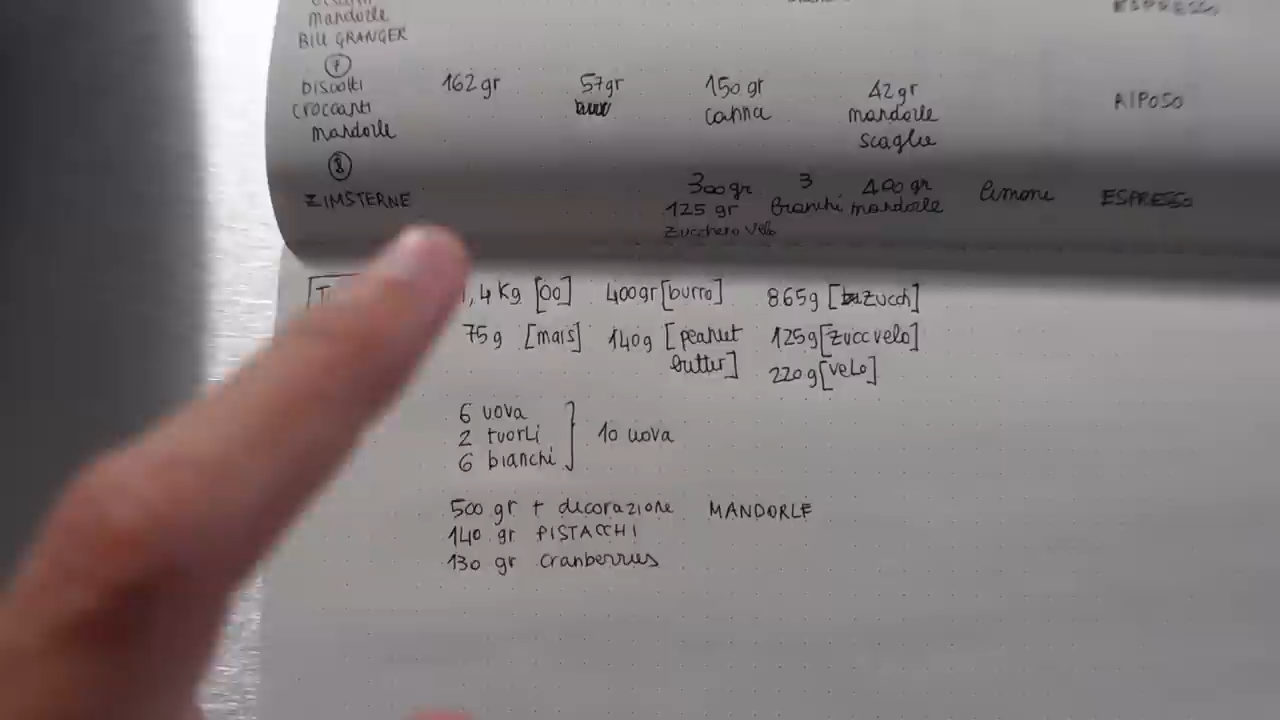 mandorle
BILL GRANGER
ESPRESSO
7
biscotti 162 gr 57gr 150 gr 42 gr
croccanti canna mandorle RIPOSO
mandorle scaglie
8
ZIMSTERNE 300gr 3 400 gr limone ESPRESSO
125 gr bianchi mandorle
zucchero velo
1,4 Kg [00] 400gr [burro] 865g [zucch]
75g [mais] 140g [peanut butter] 125g [zucc velo]
220g [velo]
6 uova
2 tuorli 10 uova
6 bianchi
500 gr + decorazione MANDORLE
140 gr PISTACCHI
130 gr cranberries